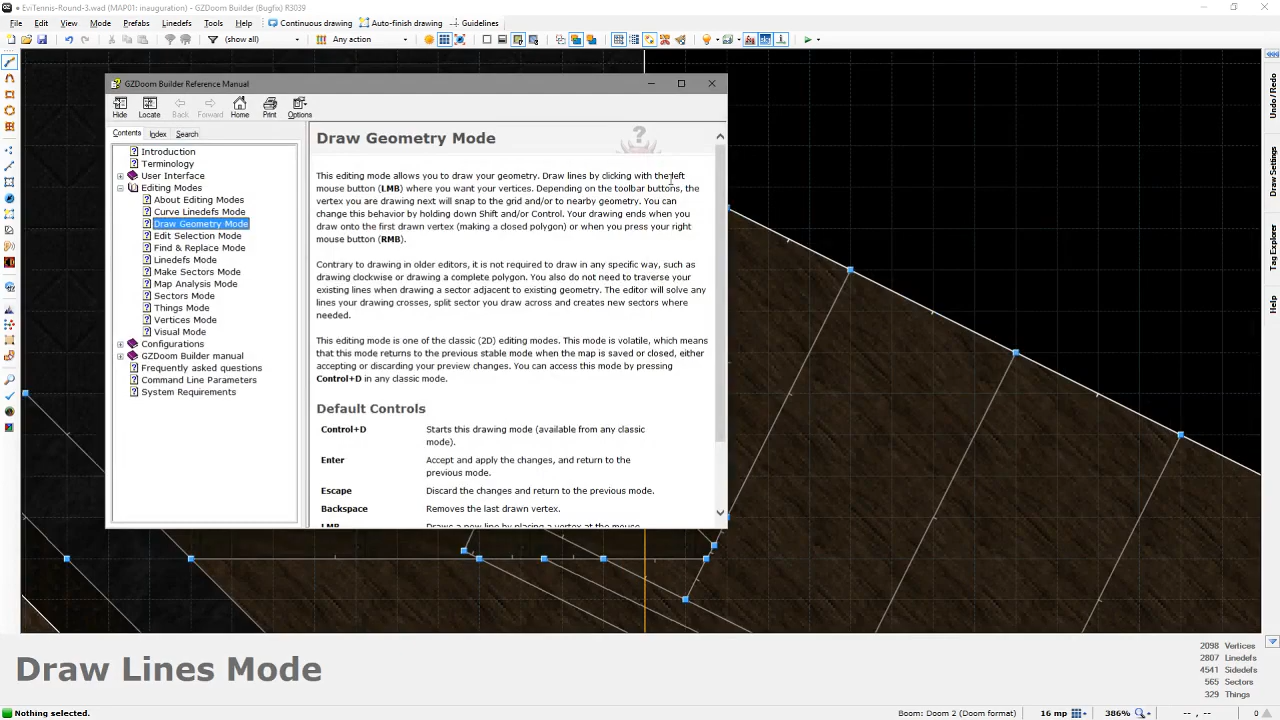 EviTennis-Round-3.wad (MAP01: inauguration) - GZDoom Builder (Bugfix) R3039
File Edit View Mode Prefabs Linedefs Tools Help Continuous drawing Auto-finish drawing Guidelines
(show all) Any action
GZDoom Builder Reference Manual
Hide Locate Back Forward Home Print Options
Contents Index Search
Introduction
Terminology
User Interface
Editing Modes
About Editing Modes
Curve Linedefs Mode
Draw Geometry Mode
Edit Selection Mode
Find & Replace Mode
Linedefs Mode
Make Sectors Mode
Map Analysis Mode
Sectors Mode
Things Mode
Vertices Mode
Visual Mode
Configurations
GZDoom Builder manual
Frequently asked questions
Command Line Parameters
System Requirements
Draw Geometry Mode
This editing mode allows you to draw your geometry. Draw lines by clicking with the left
mouse button (LMB) where you want your vertices. Depending on the toolbar buttons, the
vertex you are drawing next will snap to the grid and/or to nearby geometry. You can
change this behavior by holding down Shift and/or Control. Your drawing ends when you
draw onto the first drawn vertex (making a closed polygon) or when you press your right
mouse button (RMB).
Contrary to drawing in older editors, it is not required to draw in any specific way, such as
drawing clockwise or drawing a complete polygon. You also do not need to traverse your
existing lines when drawing a sector adjacent to existing geometry. The editor will solve any
lines your drawing crosses, split sector you draw across and creates new sectors where
needed.
This editing mode is one of the classic (2D) editing modes. This mode is volatile, which means
that this mode returns to the previous stable mode when the map is saved or closed, either
accepting or discarding your preview changes. You can access this mode by pressing
Control+D in any classic mode.
Default Controls
Control+D Starts this drawing mode (available from any classic
mode).
Enter Accept and apply the changes, and return to the
previous mode.
Escape Discard the changes and return to the previous mode.
Backspace Removes the last drawn vertex.
LMB Draws a new line by placing a vertex at the mouse
Undo / Redo
Draw Settings
Tag Explorer
Help
Draw Lines Mode
2098 Vertices
2807 Linedefs
4541 Sidedefs
565 Sectors
329 Things
Nothing selected.
Boom: Doom 2 (Doom format) 16 mp 386% -- , -- 0